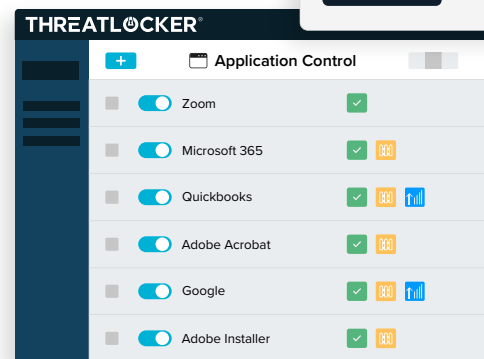 THREATLOCKER®
+ Application Control
Zoom
Microsoft 365
Quickbooks
Adobe Acrobat
Google
Adobe Installer